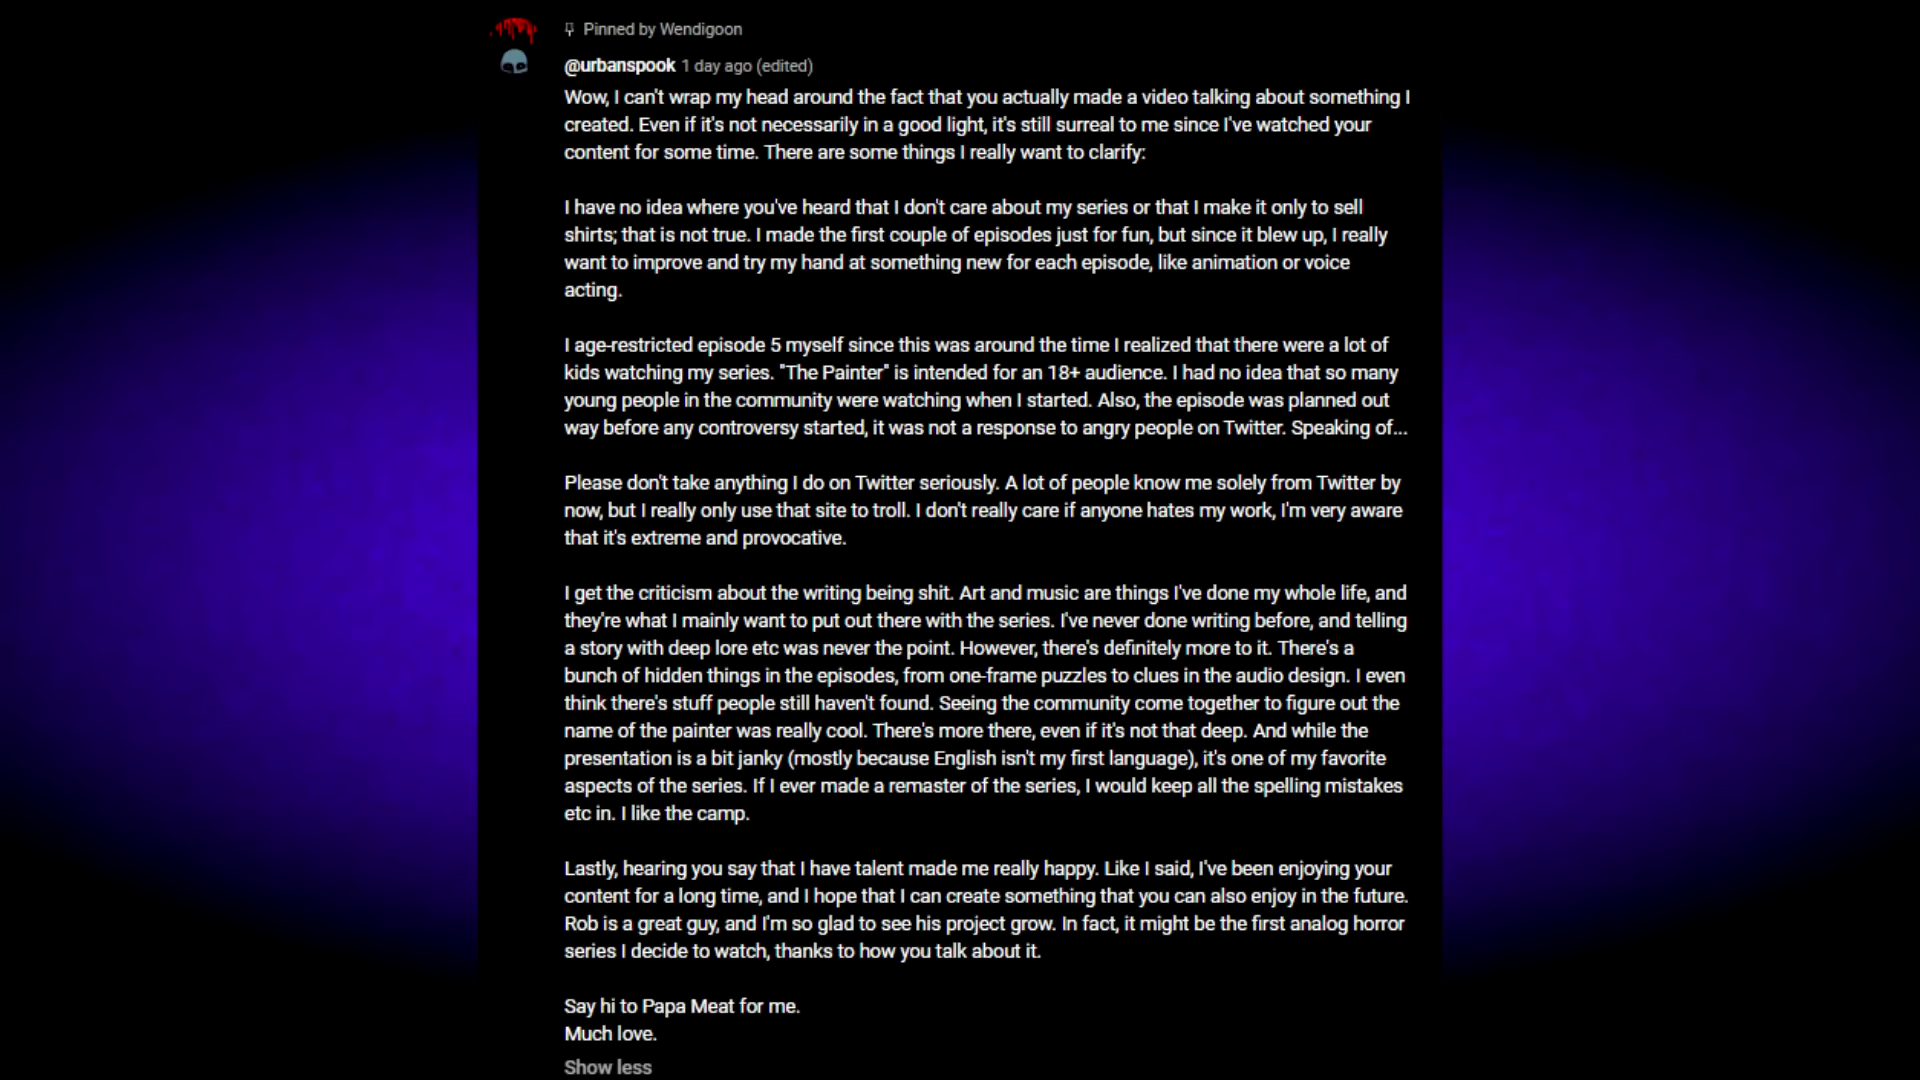 Pinned by Wendigoon
@urbanspook 1 day ago (edited)
Wow, I can't wrap my head around the fact that you actually made a video talking about something I
created. Even if it's not necessarily in a good light, it's still surreal to me since I've watched your
content for some time. There are some things I really want to clarify:
I have no idea where you've heard that I don't care about my series or that I make it only to sell
shirts; that is not true. I made the first couple of episodes just for fun, but since it blew up, I really
want to improve and try my hand at something new for each episode, like animation or voice
acting.
I age-restricted episode 5 myself since this was around the time I realized that there were a lot of
kids watching my series. "The Painter" is intended for an 18+ audience. I had no idea that so many
young people in the community were watching when I started. Also, the episode was planned out
way before any controversy started, it was not a response to angry people on Twitter. Speaking of...
Please don't take anything I do on Twitter seriously. A lot of people know me solely from Twitter by
now, but I really only use that site to troll. I don't really care if anyone hates my work, I'm very aware
that it's extreme and provocative.
I get the criticism about the writing being shit. Art and music are things I've done my whole life, and
they're what I mainly want to put out there with the series. I've never done writing before, and telling
a story with deep lore etc was never the point. However, there's definitely more to it. There's a
bunch of hidden things in the episodes, from one-frame puzzles to clues in the audio design. I even
think there's stuff people still haven't found. Seeing the community come together to figure out the
name of the painter was really cool. There's more there, even if it's not that deep. And while the
presentation is a bit janky (mostly because English isn't my first language), it's one of my favorite
aspects of the series. If I ever made a remaster of the series, I would keep all the spelling mistakes
etc in. I like the camp.
Lastly, hearing you say that I have talent made me really happy. Like I said, I've been enjoying your
content for a long time, and I hope that I can create something that you can also enjoy in the future.
Rob is a great guy, and I'm so glad to see his project grow. In fact, it might be the first analog horror
series I decide to watch, thanks to how you talk about it.
Say hi to Papa Meat for me.
Much love.
Show less